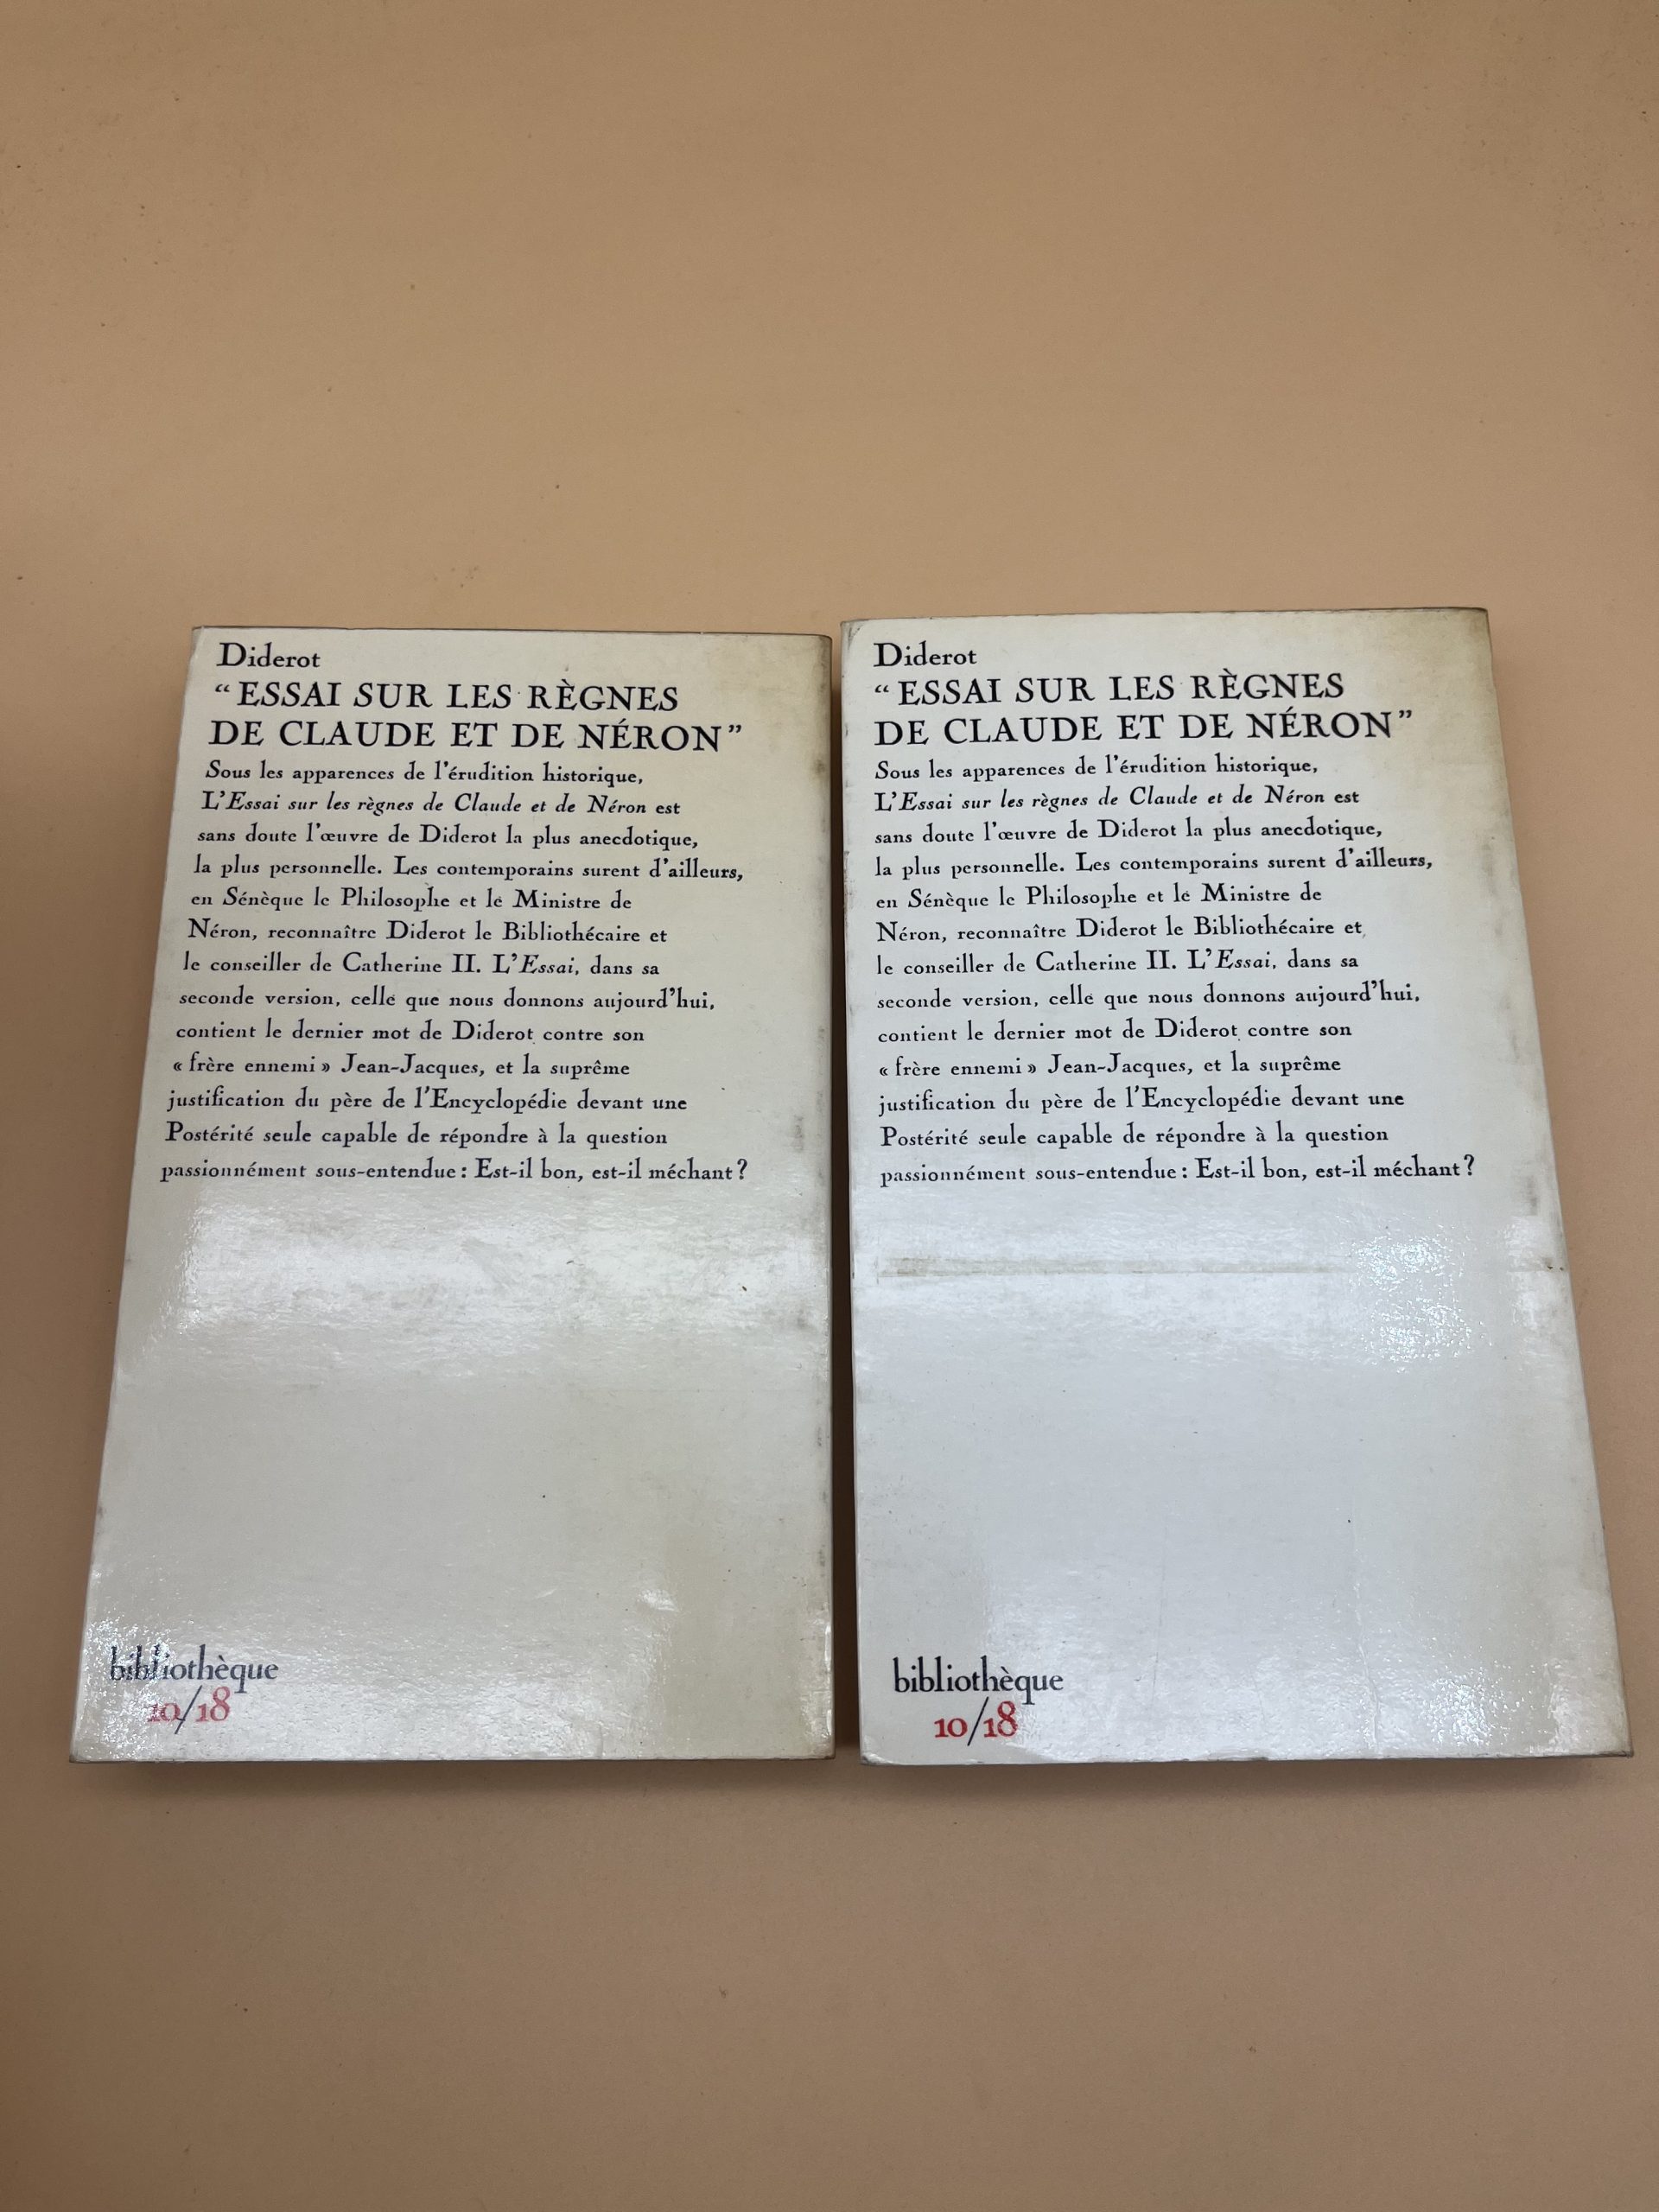 Diderot
“ESSAI SUR LES RÈGNES
DE CLAUDE ET DE NÉRON”
Sous les apparences de l'érudition historique,
L'Essai sur les règnes de Claude et de Néron est
sans doute l'œuvre de Diderot la plus anecdotique,
la plus personnelle. Les contemporains surent d'ailleurs,
en Sénèque le Philosophe et le Ministre de
Néron, reconnaître Diderot le Bibliothécaire et
le conseiller de Catherine II. L'Essai, dans sa
seconde version, celle que nous donnons aujourd'hui,
contient le dernier mot de Diderot contre son
« frère ennemi » Jean-Jacques, et la suprême
justification du père de l'Encyclopédie devant une
Postérité seule capable de répondre à la question
passionnément sous-entendue : Est-il bon, est-il méchant ?
bibliothèque
10/18
Diderot
“ESSAI SUR LES RÈGNES
DE CLAUDE ET DE NÉRON”
Sous les apparences de l'érudition historique,
L'Essai sur les règnes de Claude et de Néron est
sans doute l'œuvre de Diderot la plus anecdotique,
la plus personnelle. Les contemporains surent d'ailleurs,
en Sénèque le Philosophe et le Ministre de
Néron, reconnaître Diderot le Bibliothécaire et
le conseiller de Catherine II. L'Essai, dans sa
seconde version, celle que nous donnons aujourd'hui,
contient le dernier mot de Diderot contre son
« frère ennemi » Jean-Jacques, et la suprême
justification du père de l'Encyclopédie devant une
Postérité seule capable de répondre à la question
passionnément sous-entendue : Est-il bon, est-il méchant ?
bibliothèque
10/18